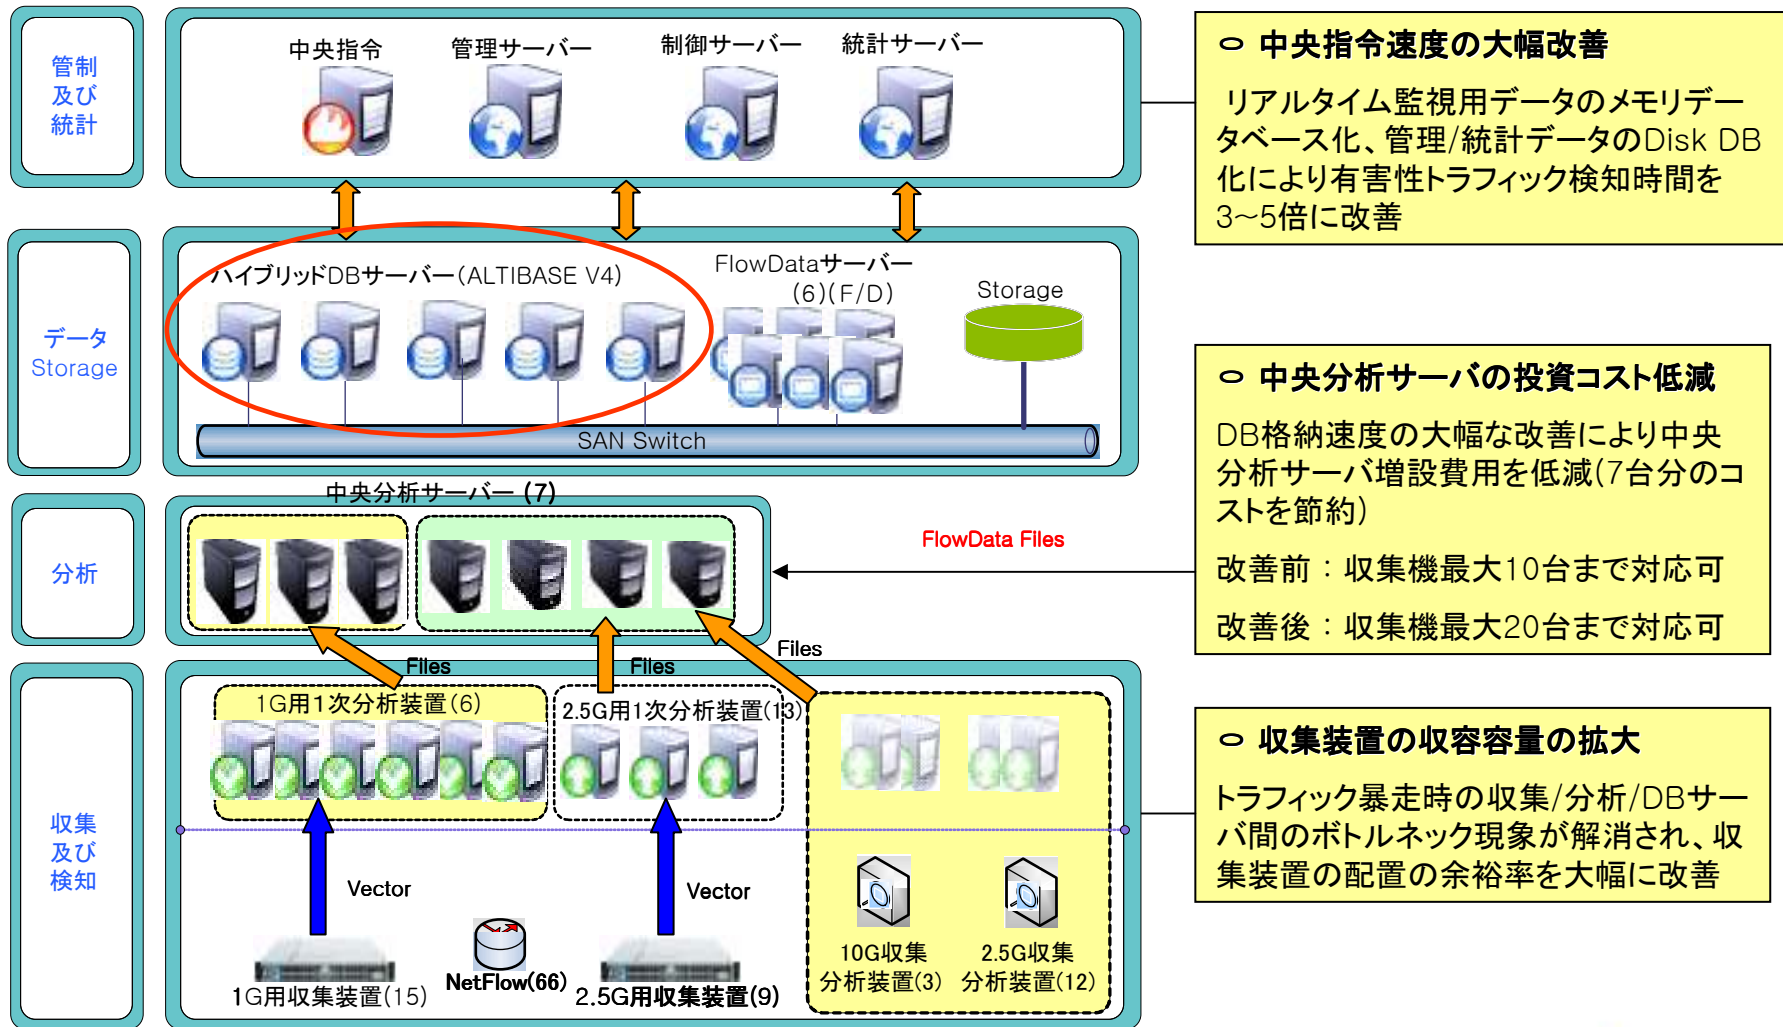 管制
及び
統計
中央指令
管理サーバー
制御サーバー
統計サーバー
○ 中央指令速度の大幅改善
リアルタイム監視用データのメモリデー
タベース化、管理/統計データのDisk DB
化により有害性トラフィック検知時間を
3~5倍に改善
データ
Storage
ハイブリッドDBサーバー(ALTIBASE V4)
FlowDataサーバー
(6)(F/D)
Storage
SAN Switch
○ 中央分析サーバの投資コスト低減
DB格納速度の大幅な改善により中央
分析サーバ増設費用を低減(7台分のコ
ストを節約)
改善前 : 収集機最大10台まで対応可
改善後 : 収集機最大20台まで対応可
分析
中央分析サーバー (7)
FlowData Files
Files
Files
Files
収集
及び
検知
1G用1次分析装置(6)
2.5G用1次分析装置(13)
Vector
Vector
NetFlow(66)
1G用収集装置(15)
2.5G用収集装置(9)
10G収集
分析装置(3)
2.5G収集
分析装置(12)
○ 収集装置の収容容量の拡大
トラフィック暴走時の収集/分析/DBサー
バ間のボトルネック現象が解消され、収
集装置の配置の余裕率を大幅に改善